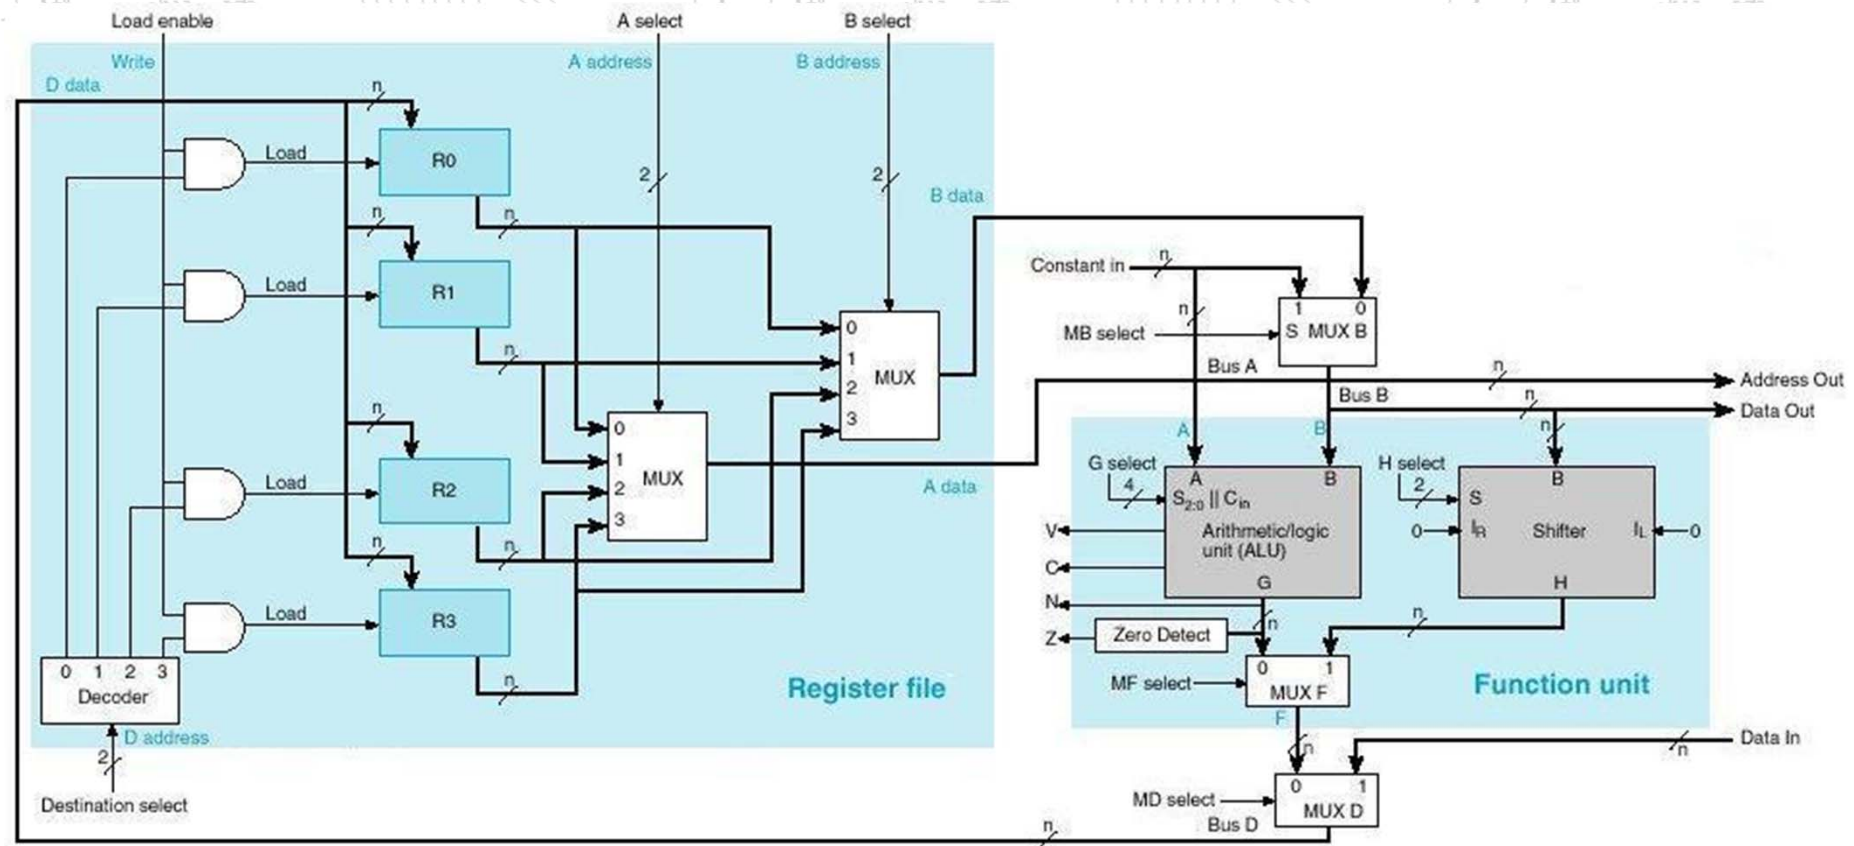 Load enable
A select
B select
Write
A address
B address
D data
n
Load
R0
2
2
n
n
B data
Load
R1
n
Constant in
n
n
1 0
S MUX B
MB select
0
1
2
3
MUX
Bus A
n
Address Out
Bus B
n
Data Out
n
n
Load
R2
n
0
1
2
3
MUX
A data
A
B
G select
4
A
B
S2:0 || Cin
Arithmetic/logic
unit (ALU)
G
H select
2
B
S
0
IR
Shifter
IL
0
H
V
C
N
Z
n
Zero Detect
n
n
Load
R3
n
0 1 2 3
Decoder
D address
2
Destination select
Register file
0 1
MUX F
MF select
F
Function unit
n
n
Data In
0 1
MUX D
MD select
Bus D
n